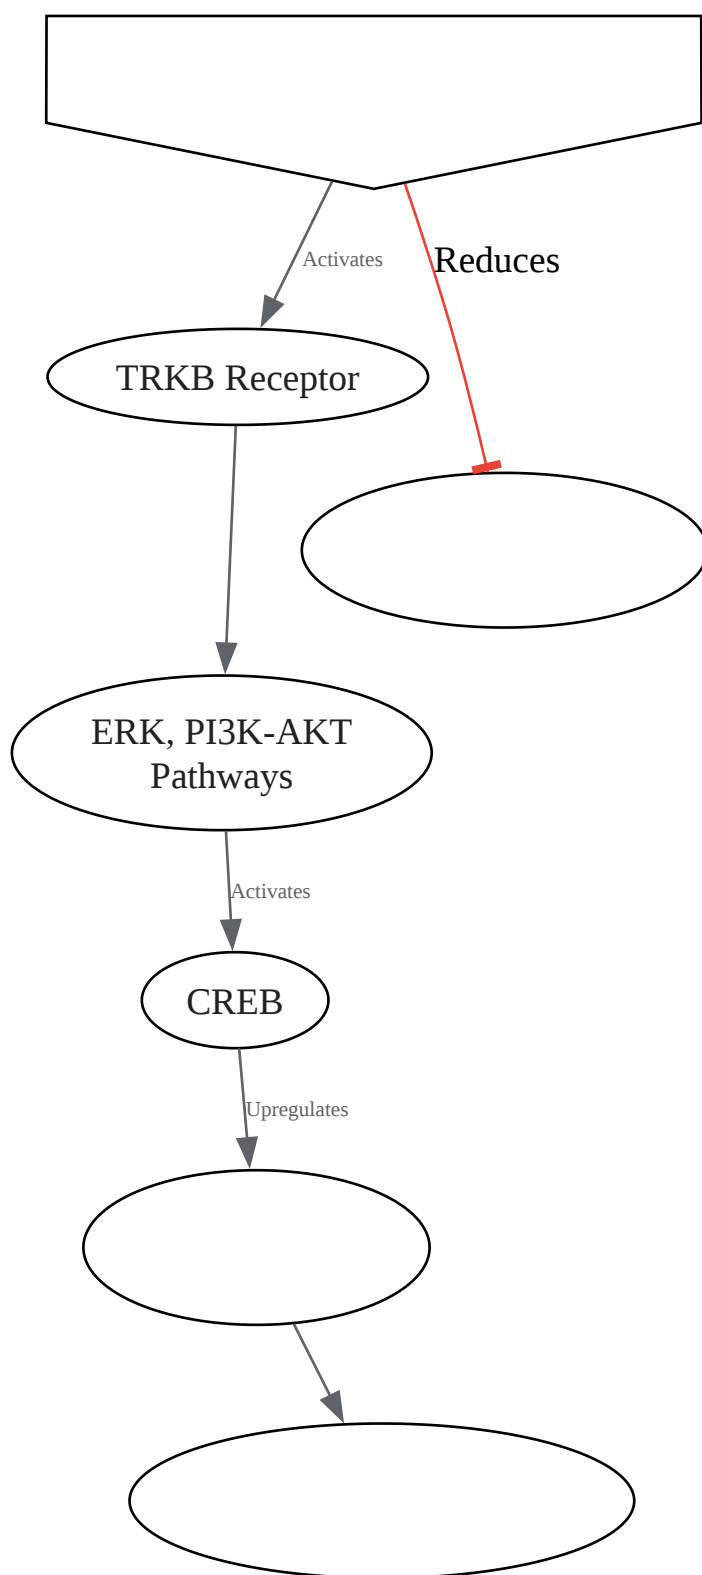 Activates
Reduces
TRKB Receptor
ERK, PI3K-AKT
Pathways
Activates
CREB
Upregulates